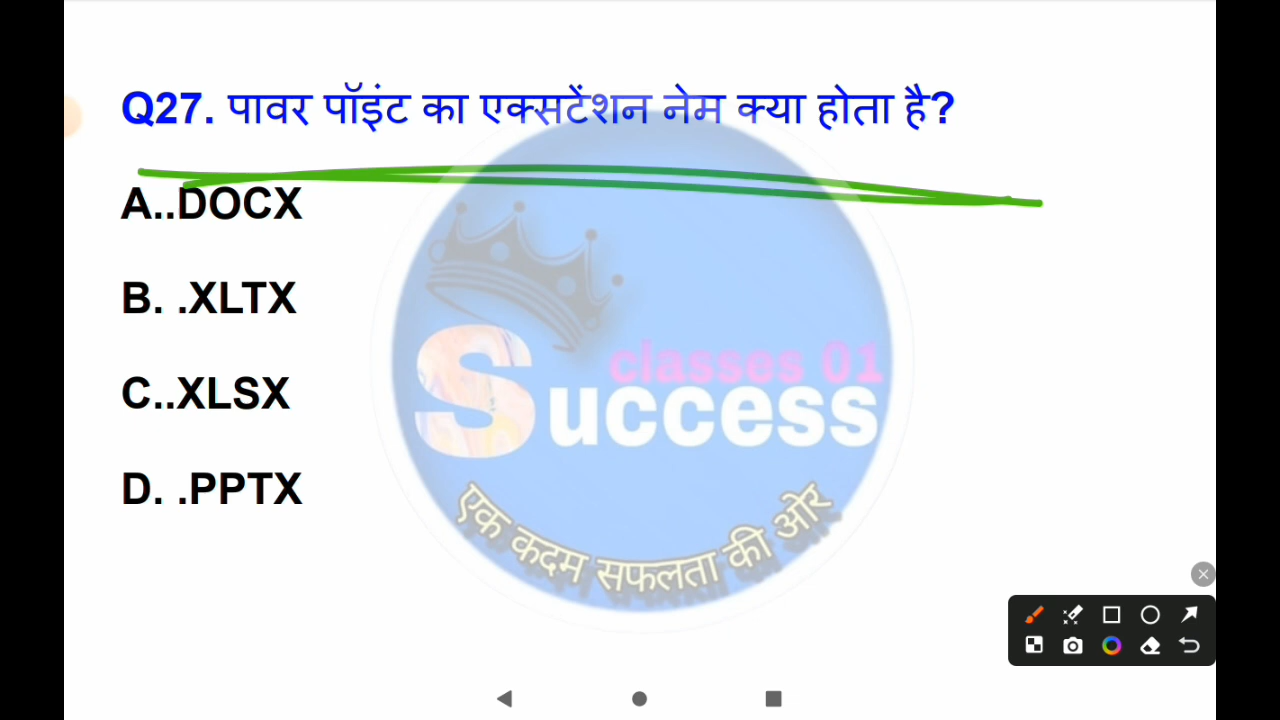 Q27. पावर पॉइंट का एक्सटेंशन नेम क्या होता है?
A..DOCX
B. .XLTX
C..XLSX
D. .PPTX
classes 01
Success
एक कदम सफलता की ओर